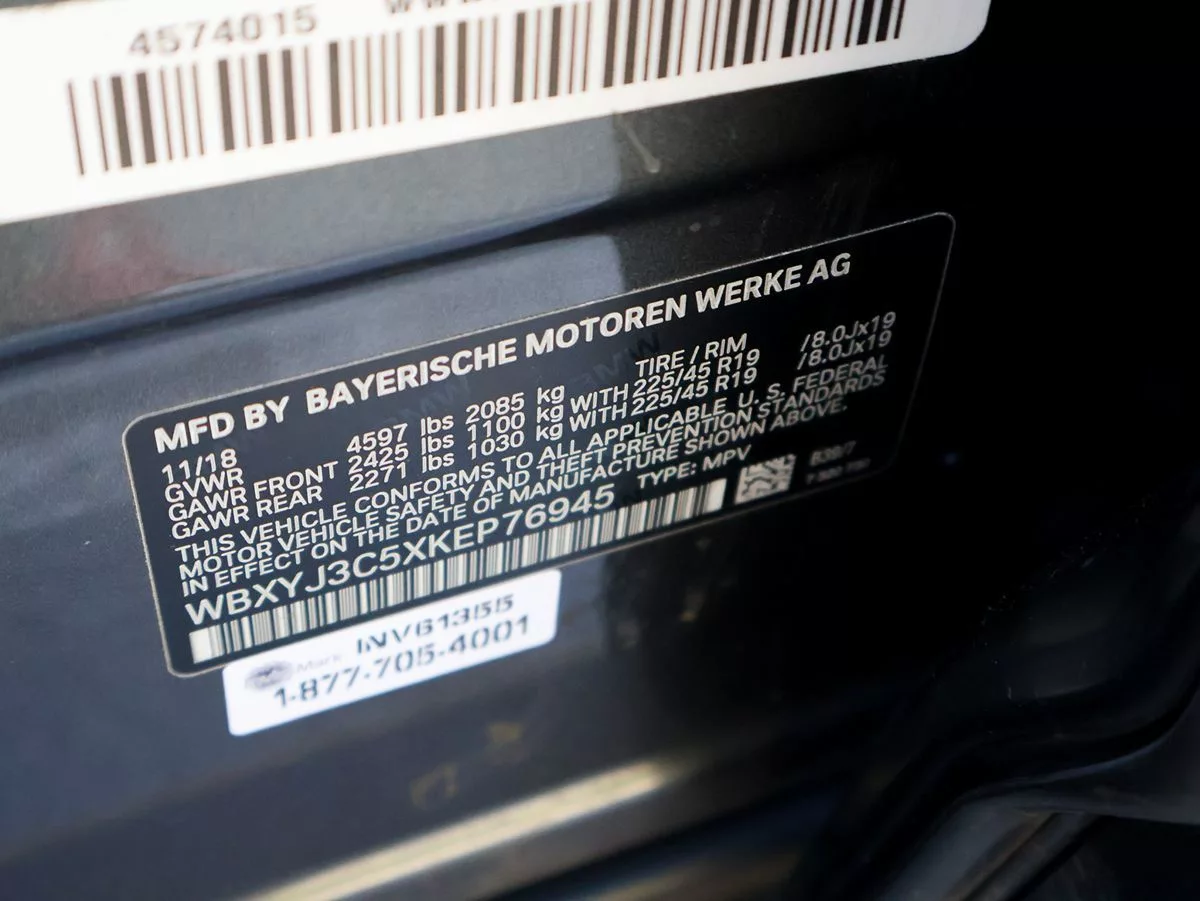 4574015
MFD BY BAYERISCHE MOTOREN WERKE AG
11/18 TIRE / RIM
GVWR 4597 lbs 2085 kg
GAWR FRONT 2425 lbs 1100 kg WITH 225/45 R19 /8.0Jx19
GAWR REAR 2271 lbs 1030 kg WITH 225/45 R19 /8.0Jx19
THIS VEHICLE CONFORMS TO ALL APPLICABLE U. S. FEDERAL
MOTOR VEHICLE SAFETY AND THEFT PREVENTION STANDARDS
IN EFFECT ON THE DATE OF MANUFACTURE SHOWN ABOVE.
WBXYJ3C5XKEP76945 TYPE: MPV
INV61355
1-877-705-4001